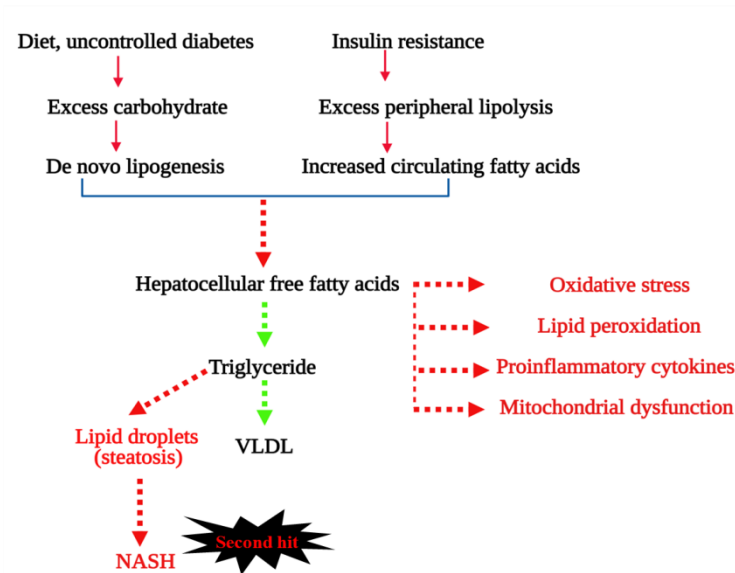 Diet, uncontrolled diabetes
Insulin resistance
Excess carbohydrate
Excess peripheral lipolysis
De novo lipogenesis
Increased circulating fatty acids
Hepatocellular free fatty acids
Oxidative stress
Lipid peroxidation
Triglyceride
Proinflammatory cytokines
Mitochondrial dysfunction
Lipid droplets
(steatosis)
VLDL
Second hit
NASH